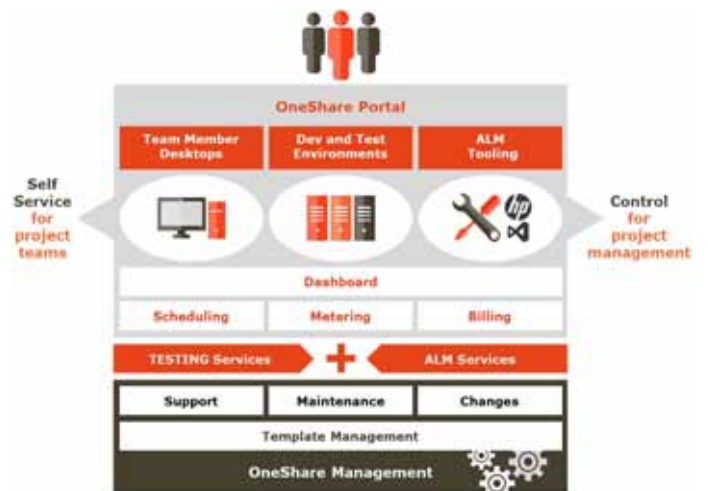 OneShare Portal
Team Member
Desktops
Dev and Test
Environments
ALM
Tooling
Self
Service
for
project
teams
hp
Control
for
project
management
Dashboard
Scheduling
Metering
Billing
TESTING Services
ALM Services
Support
Maintenance
Changes
Template Management
OneShare Management